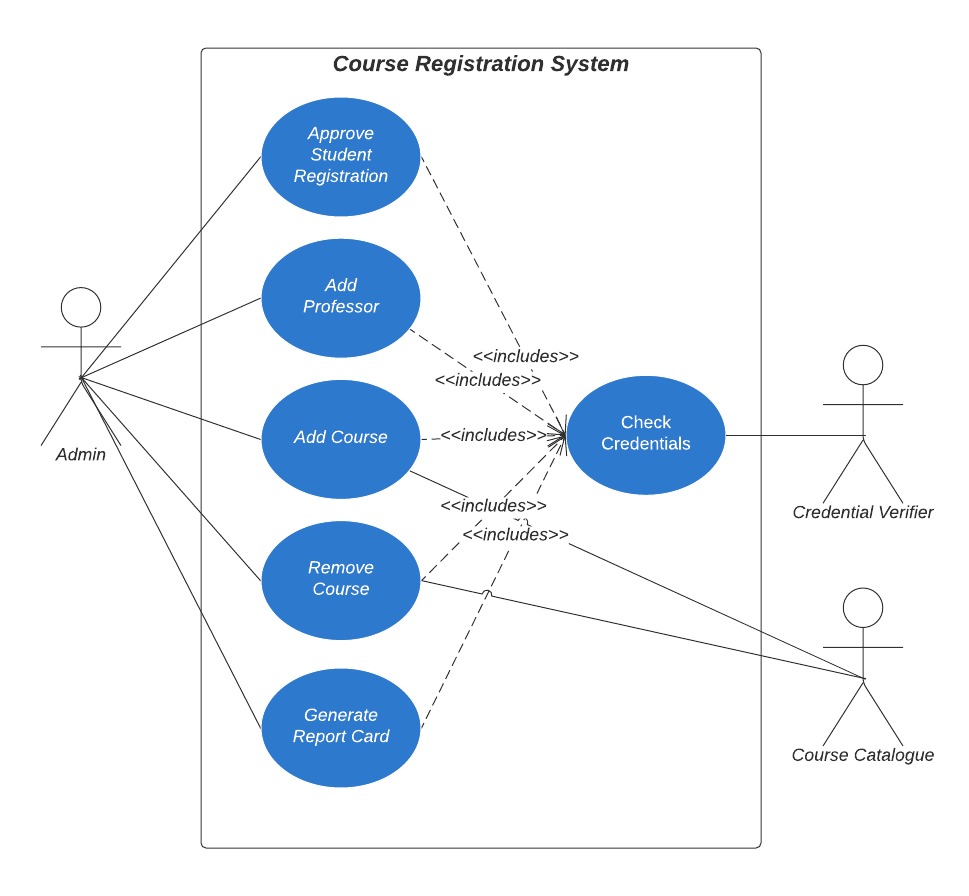 Course Registration System
Approve
Student
Registration
Add
Professor
<<includes>>
<<includes>>
Add Course
<<includes>>
Check
Credentials
Admin
<<includes>>
Credential Verifier
<<includes>>
Remove
Course
Generate
Report Card
Course Catalogue